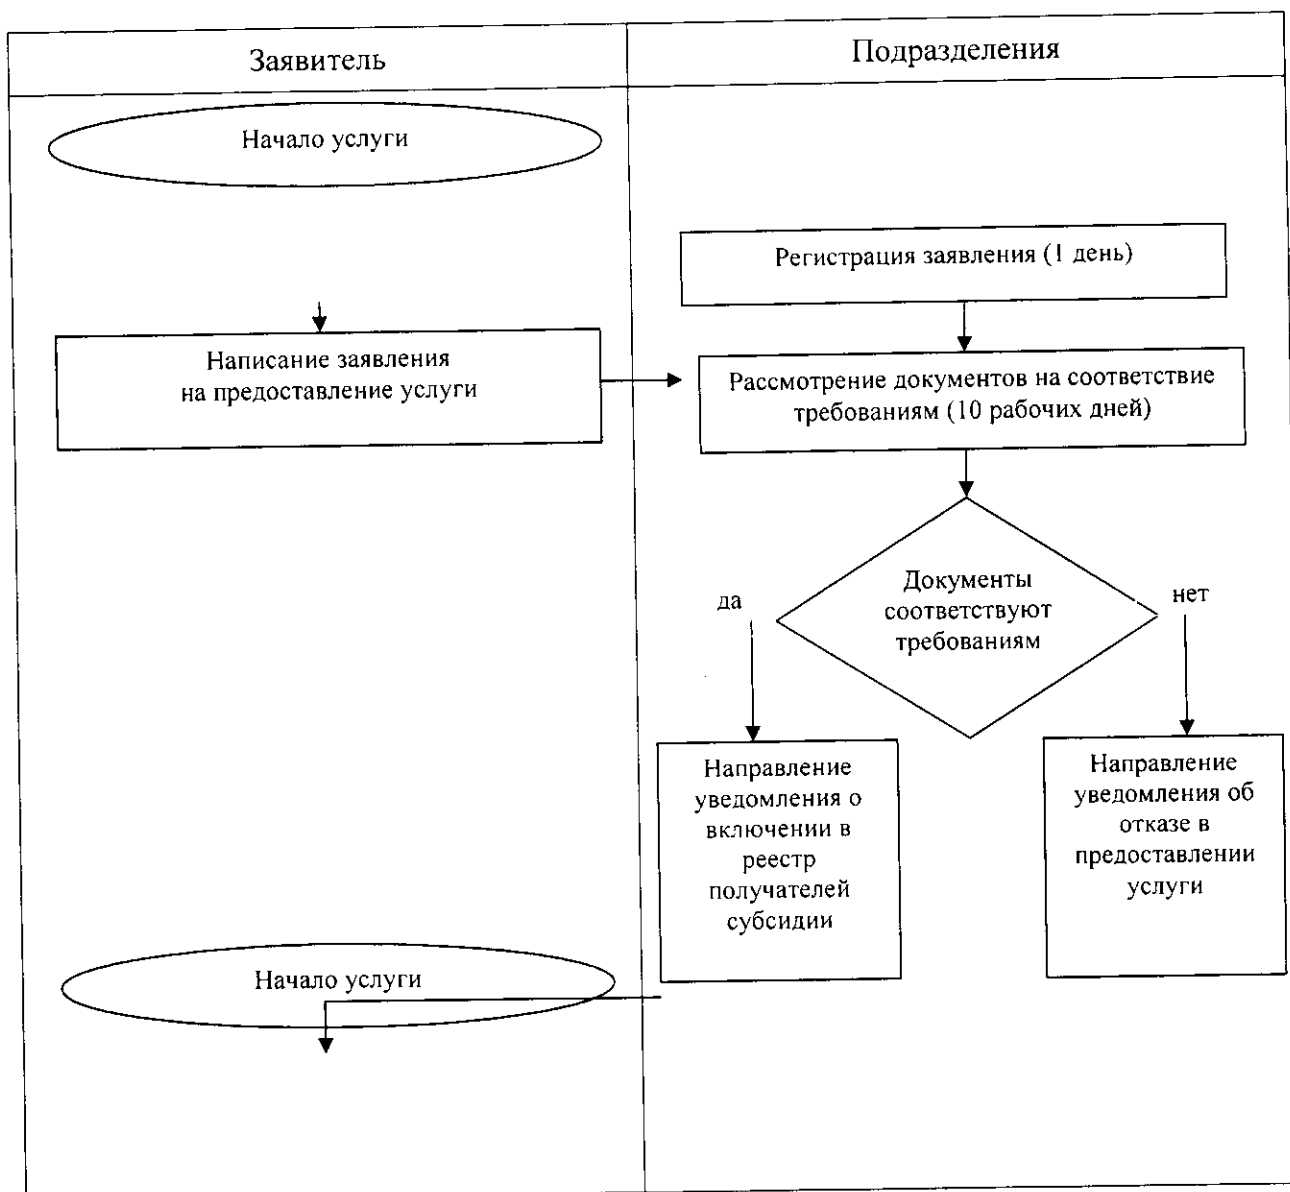 Заявитель
Подразделения
Начало услуги
Регистрация заявления (1 день)
Написание заявления
на предоставление услуги
Рассмотрение документов на соответствие
требованиям (10 рабочих дней)
Документы
соответствуют
требованиям
да
нет
Направление
уведомления о
включении в
реестр
получателей
субсидии
Направление
уведомления об
отказе в
предоставлении
услуги
Начало услуги